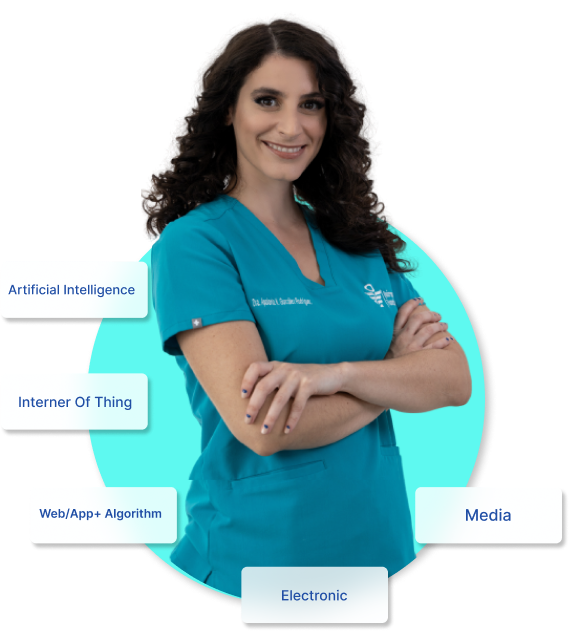 Artificial Intelligence
Interner Of Thing
Web/App+ Algorithm
Media
Electronic